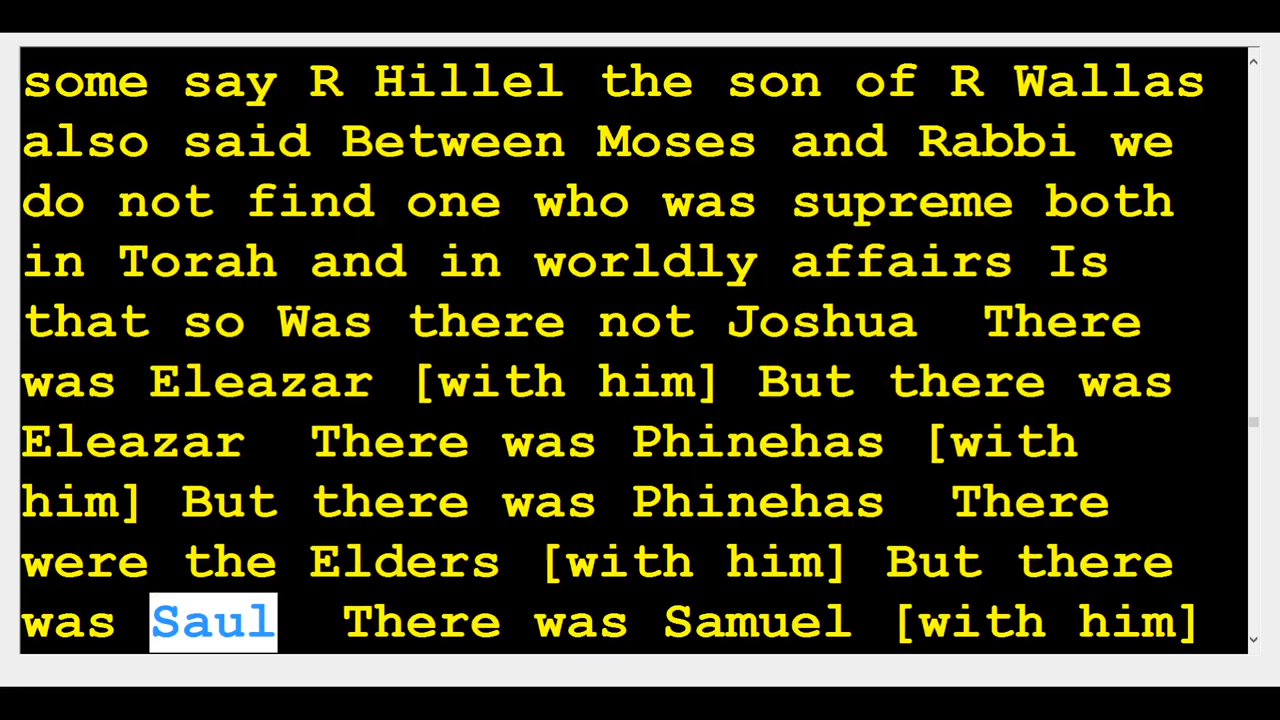 some say R Hillel the son of R Wallas
also said Between Moses and Rabbi we
do not find one who was supreme both
in Torah and in worldly affairs Is
that so Was there not Joshua  There
was Eleazar [with him] But there was
Eleazar  There was Phinehas [with
him] But there was Phinehas  There
were the Elders [with him] But there
was Saul  There was Samuel [with him]